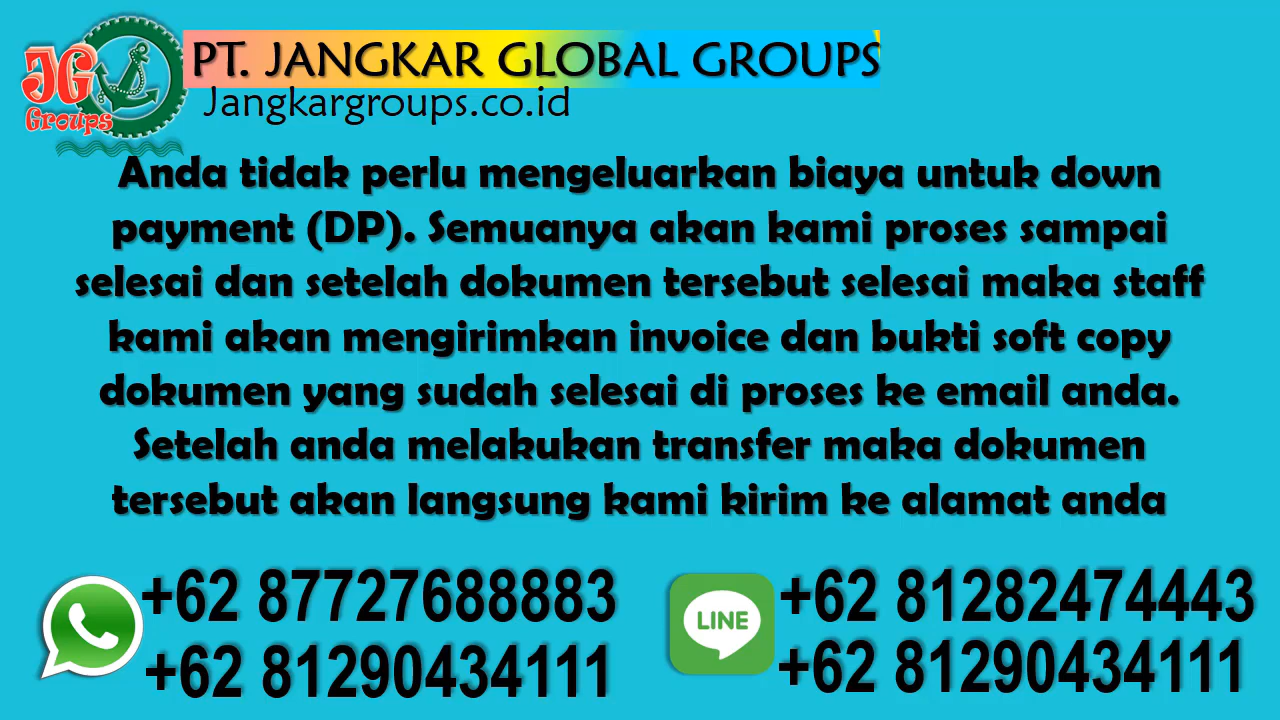 JG
Groups
PT. JANGKAR GLOBAL GROUPS
Jangkargroups.co.id
Anda tidak perlu mengeluarkan biaya untuk down
payment (DP). Semuanya akan kami proses sampai
selesai dan setelah dokumen tersebut selesai maka staff
kami akan mengirimkan invoice dan bukti soft copy
dokumen yang sudah selesai di proses ke email anda.
Setelah anda melakukan transfer maka dokumen
tersebut akan langsung kami kirim ke alamat anda
+62 87727688883
+62 81290434111
LINE
+62 81282474443
+62 81290434111